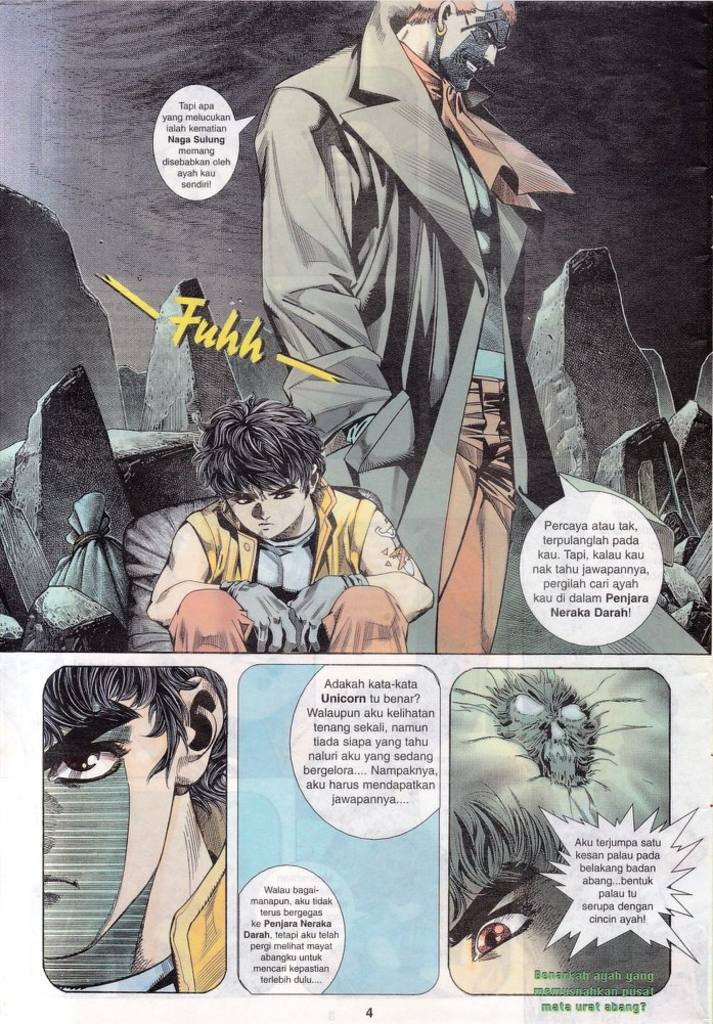 Tapi apa
yang melucukan
ialah kematian
Naga Sulung
memang
disebabkan oleh
ayah kau
sendiri!
Fuhh
Percaya atau tak,
terpulanglah pada
kau. Tapi, kalau kau
nak tahu jawapannya,
pergilah cari ayah
kau di dalam Penjara
Neraka Darah!
Adakah kata-kata
Unicorn tu benar?
Walaupun aku kelihatan
tenang sekali, namun
tiada siapa yang tahu
naluri aku yang sedang
bergelora.... Nampaknya,
aku harus mendapatkan
jawapannya....
Walau bagai-
manapun, aku tidak
terus bergegas
ke Penjara Neraka
Darah, tetapi aku telah
pergi melihat mayat
abangku untuk
mencari kepastian
terlebih dulu....
Aku terjumpa satu
kesan palau pada
belakang badan
abang...bentuk
palau tu
serupa dengan
cincin ayah!
Benarkah ayah yang
memusnahkan pusat
mata urat abang?
4